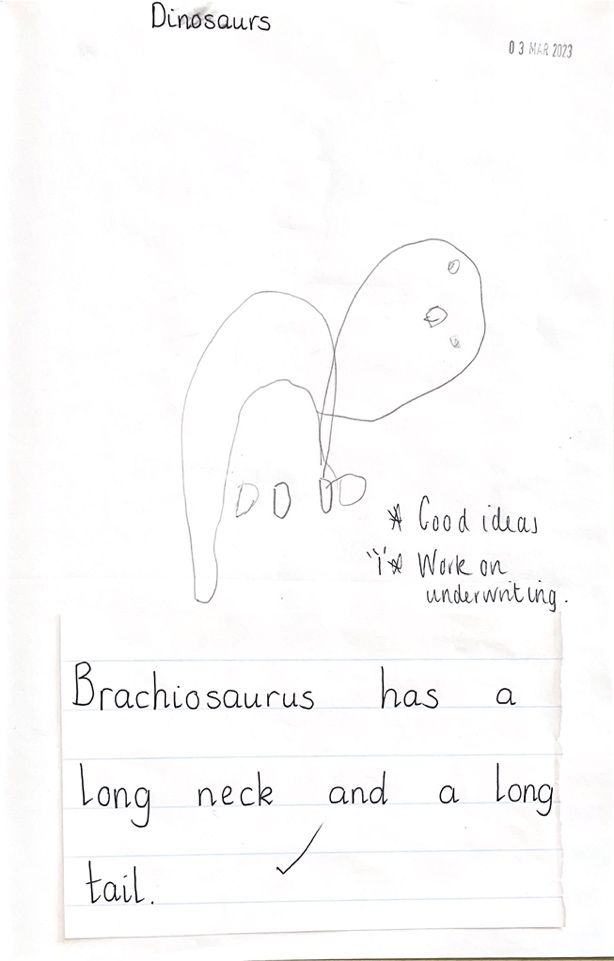 Dinosaurs
03 MAR 2023
* Good ideas
"i"* Work on
underwriting.
Brachiosaurus has a
long neck and a long
tail.